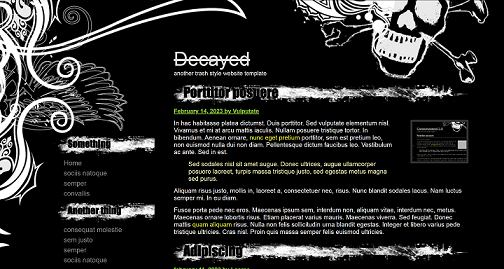 Decayed
another trash style website template
Porttitor posuere
February 14, 2023 by Vulputate
In hac habitasse platea dictumst. Duis porttitor. Sed vulputate elementum nisl.
Vivamus et mi at arcu mattis iaculis. Nullam posuere tristique tortor. In
bibendum. Aenean ornare, nunc eget pretium porttitor, sem est pretium leo,
non euismod nulla dui non diam. Pellentesque dictum faucibus leo. Vestibulum
ac ante. Sed in est.
Sed sodales nisl sit amet augue. Donec ultrices, augue ullamcorper
posuere laoreet, turpis massa tristique justo, sed egestas metus magna
sed purus.
Aliquam risus justo, mollis in, laoreet a, consectetuer nec, risus. Nunc blandit sodales lacus. Nam luctus
semper mi. In eu diam.
Fusce porta pede nec eros. Maecenas ipsum sem, interdum non, aliquam vitae, interdum nec, metus.
Maecenas ornare lobortis risus. Etiam placerat varius mauris. Maecenas viverra. Sed feugiat. Donec
mattis quam aliquam risus. Nulla non felis sollicitudin urna blandit egestas. Integer et libero varius pede
tristique ultricies. Cras nisl. Proin quis massa semper felis euismod ultricies.
Adipiscing
Something
Home
sociis natoque
semper
convallis
Another thing
consequat molestie
sem justo
semper
sociis natoque